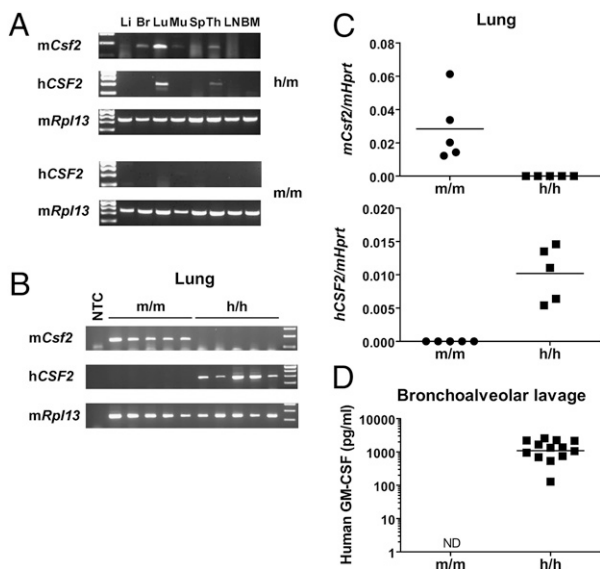 A
Li Br Lu Mu Sp Th LN BM
mCsf2
hCSF2
mRpl13
h/m
hCSF2
mRpl13
m/m
B
Lung
NTC
m/m
h/h
mCsf2
hCSF2
mRpl13
C
Lung
mCsf2/mHprt
0.08
0.06
0.04
0.02
0.00
m/m
h/h
hCSF2/mHprt
0.020
0.015
0.010
0.005
0.000
m/m
h/h
D
Bronchoalveolar lavage
Human GM-CSF (pg/ml)
10000
1000
100
10
1
ND
m/m
h/h